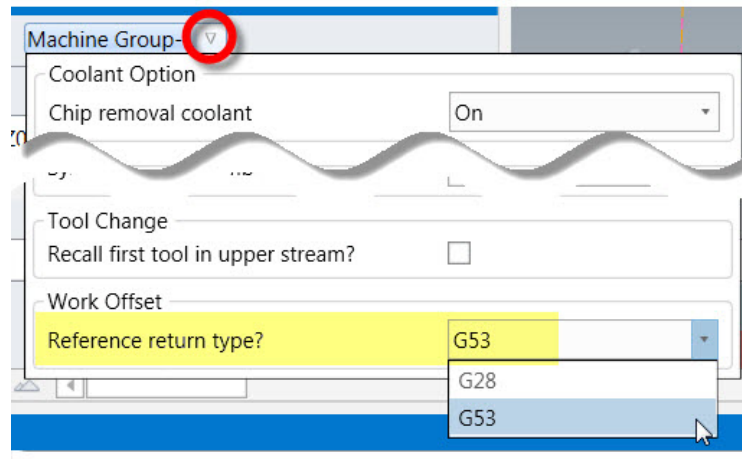 Machine Group-
Coolant Option
Chip removal coolant
On
Tool Change
Recall first tool in upper stream?
Work Offset
Reference return type?
G53
G28
G53